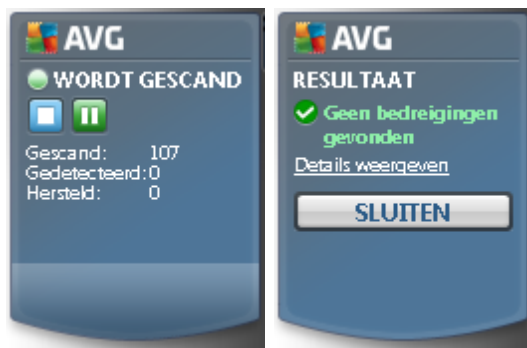 AVG
WORDT GESCAND
Gescand: 107
Gedetecteerd:0
Hersteld: 0
AVG
RESULTAAT
Geen bedreigingen
gevonden
Details weergeven
SLUITEN